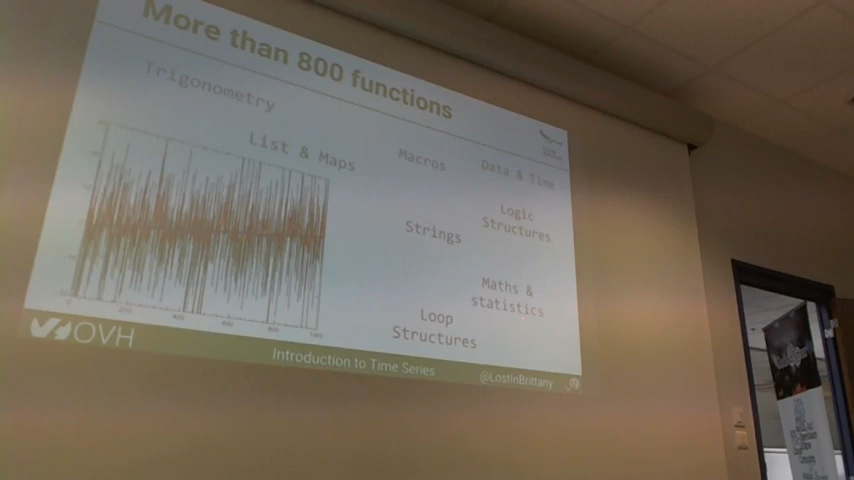 More than 800 functions
Trigonometry
List & Maps
Macros
Data & Time
Strings
Logic
Structures
Maths &
statistics
Loop
Structures
OVH
Introduction to Time Series
@LostInBrittany